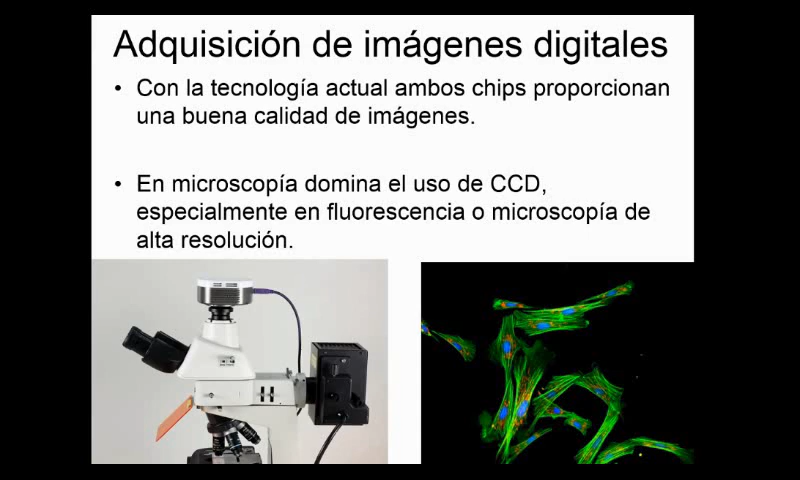 Adquisición de imágenes digitales
• Con la tecnología actual ambos chips proporcionan
una buena calidad de imágenes.
• En microscopía domina el uso de CCD,
especialmente en fluorescencia o microscopía de
alta resolución.